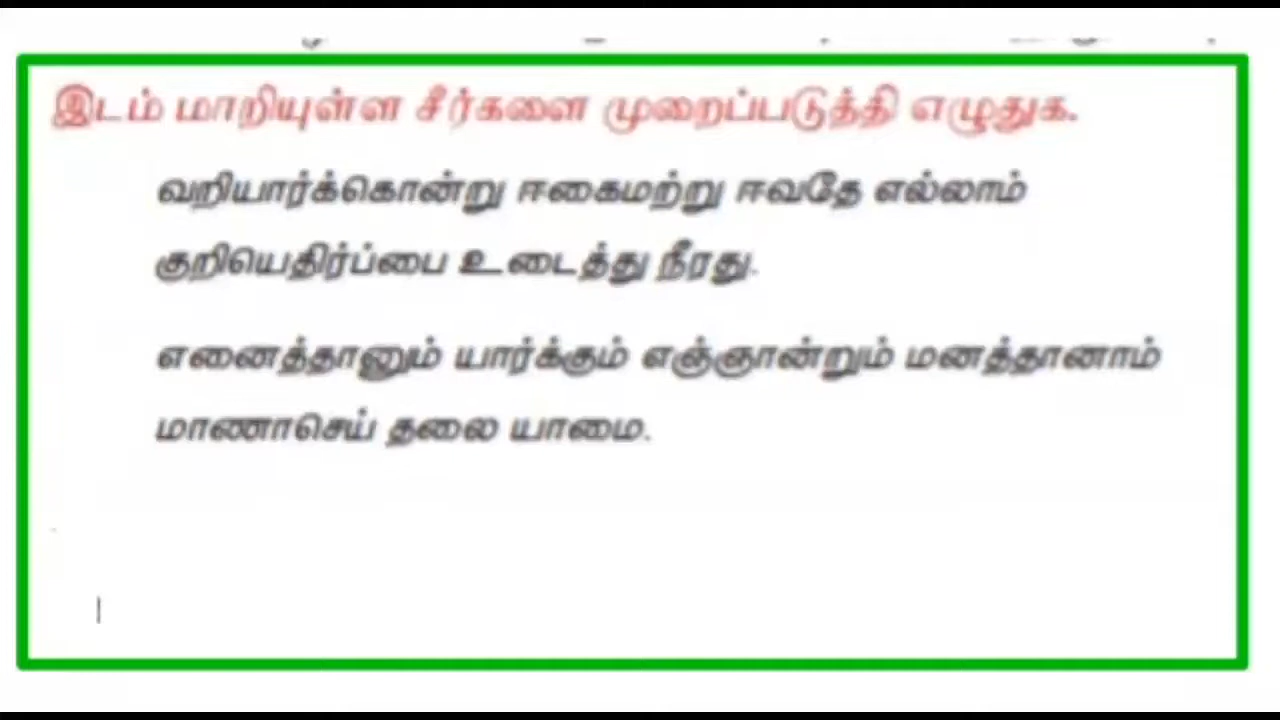 இடம் மாறியுள்ள சீர்களை முறைப்படுத்தி எழுதுக.
வறியார்க்கொன்று ஈகைமற்று ஈவதே எல்லாம்
குறியெதிர்ப்பை உடைத்து நீரது.
எனைத்தானும் யார்க்கும் எஞ்ஞான்றும் மனத்தானாம்
மாணாசெய் தலை யாமை.